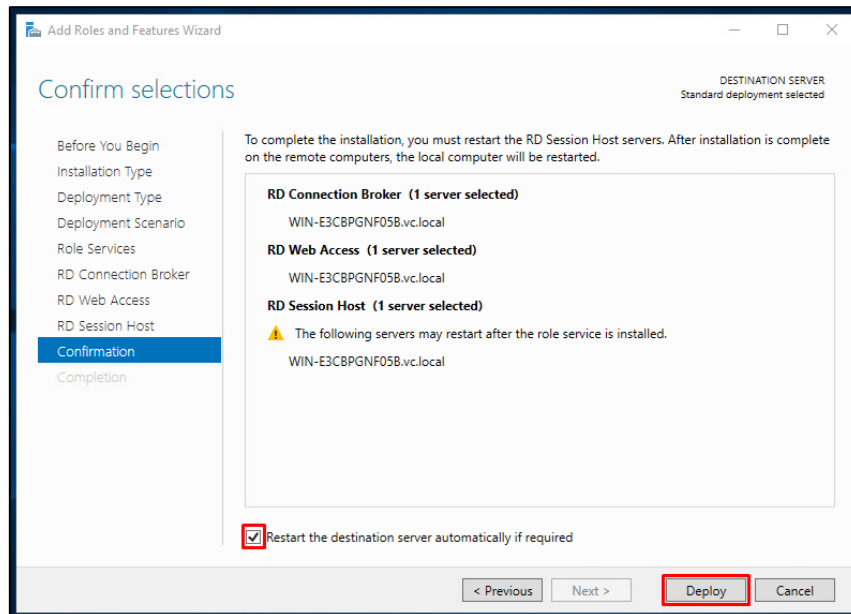 Add Roles and Features Wizard
Confirm selections
DESTINATION SERVER
Standard deployment selected
Before You Begin
Installation Type
Deployment Type
Deployment Scenario
Role Services
RD Connection Broker
RD Web Access
RD Session Host
Confirmation
Completion
To complete the installation, you must restart the RD Session Host servers. After installation is complete
on the remote computers, the local computer will be restarted.
RD Connection Broker (1 server selected)
WIN-E3CBPGNF05B.vc.local
RD Web Access (1 server selected)
WIN-E3CBPGNF05B.vc.local
RD Session Host (1 server selected)
The following servers may restart after the role service is installed.
WIN-E3CBPGNF05B.vc.local
Restart the destination server automatically if required
< Previous
Next >
Deploy
Cancel